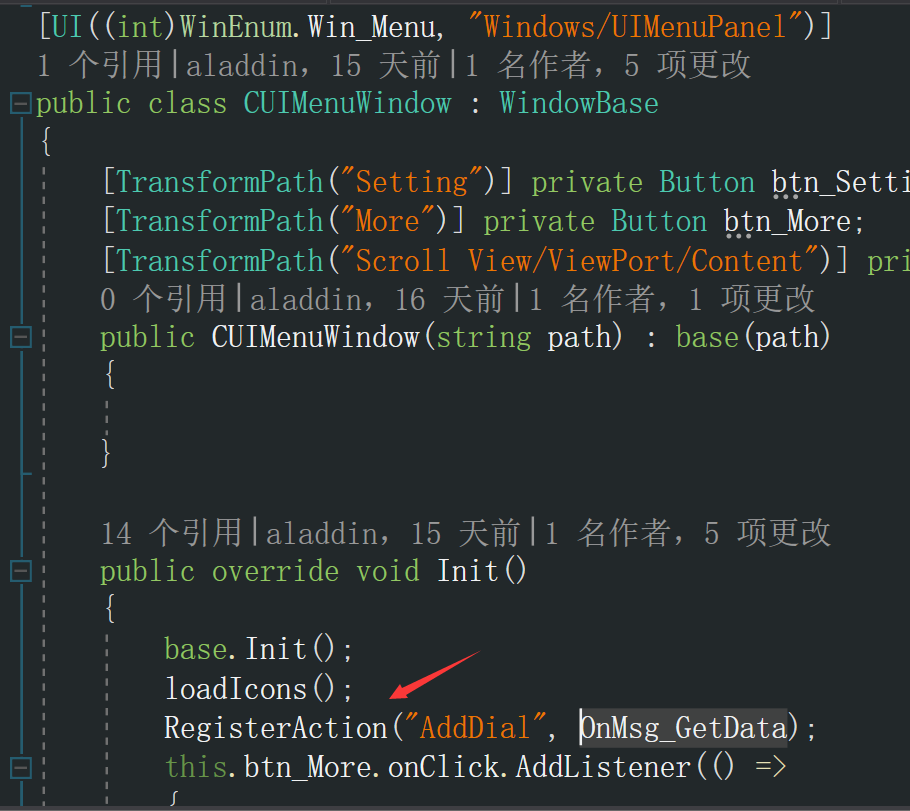 [UI((int)WinEnum.Win_Menu, "Windows/UIMenuPanel")]
1 个引用|aladdin，15 天前|1 名作者，5 项更改
public class CUIMenuWindow : WindowBase
{
[TransformPath("Setting")] private Button btn_Setti
[TransformPath("More")] private Button btn_More;
[TransformPath("Scroll View/ViewPort/Content")] pri
0 个引用|aladdin，16 天前|1 名作者，1 项更改
public CUIMenuWindow(string path) : base(path)
{
}
14 个引用|aladdin，15 天前|1 名作者，5 项更改
public override void Init()
{
base.Init();
loadIcons();
RegisterAction("AddDial", OnMsg_GetData);
this.btn_More.onClick.AddListener(() =>
{